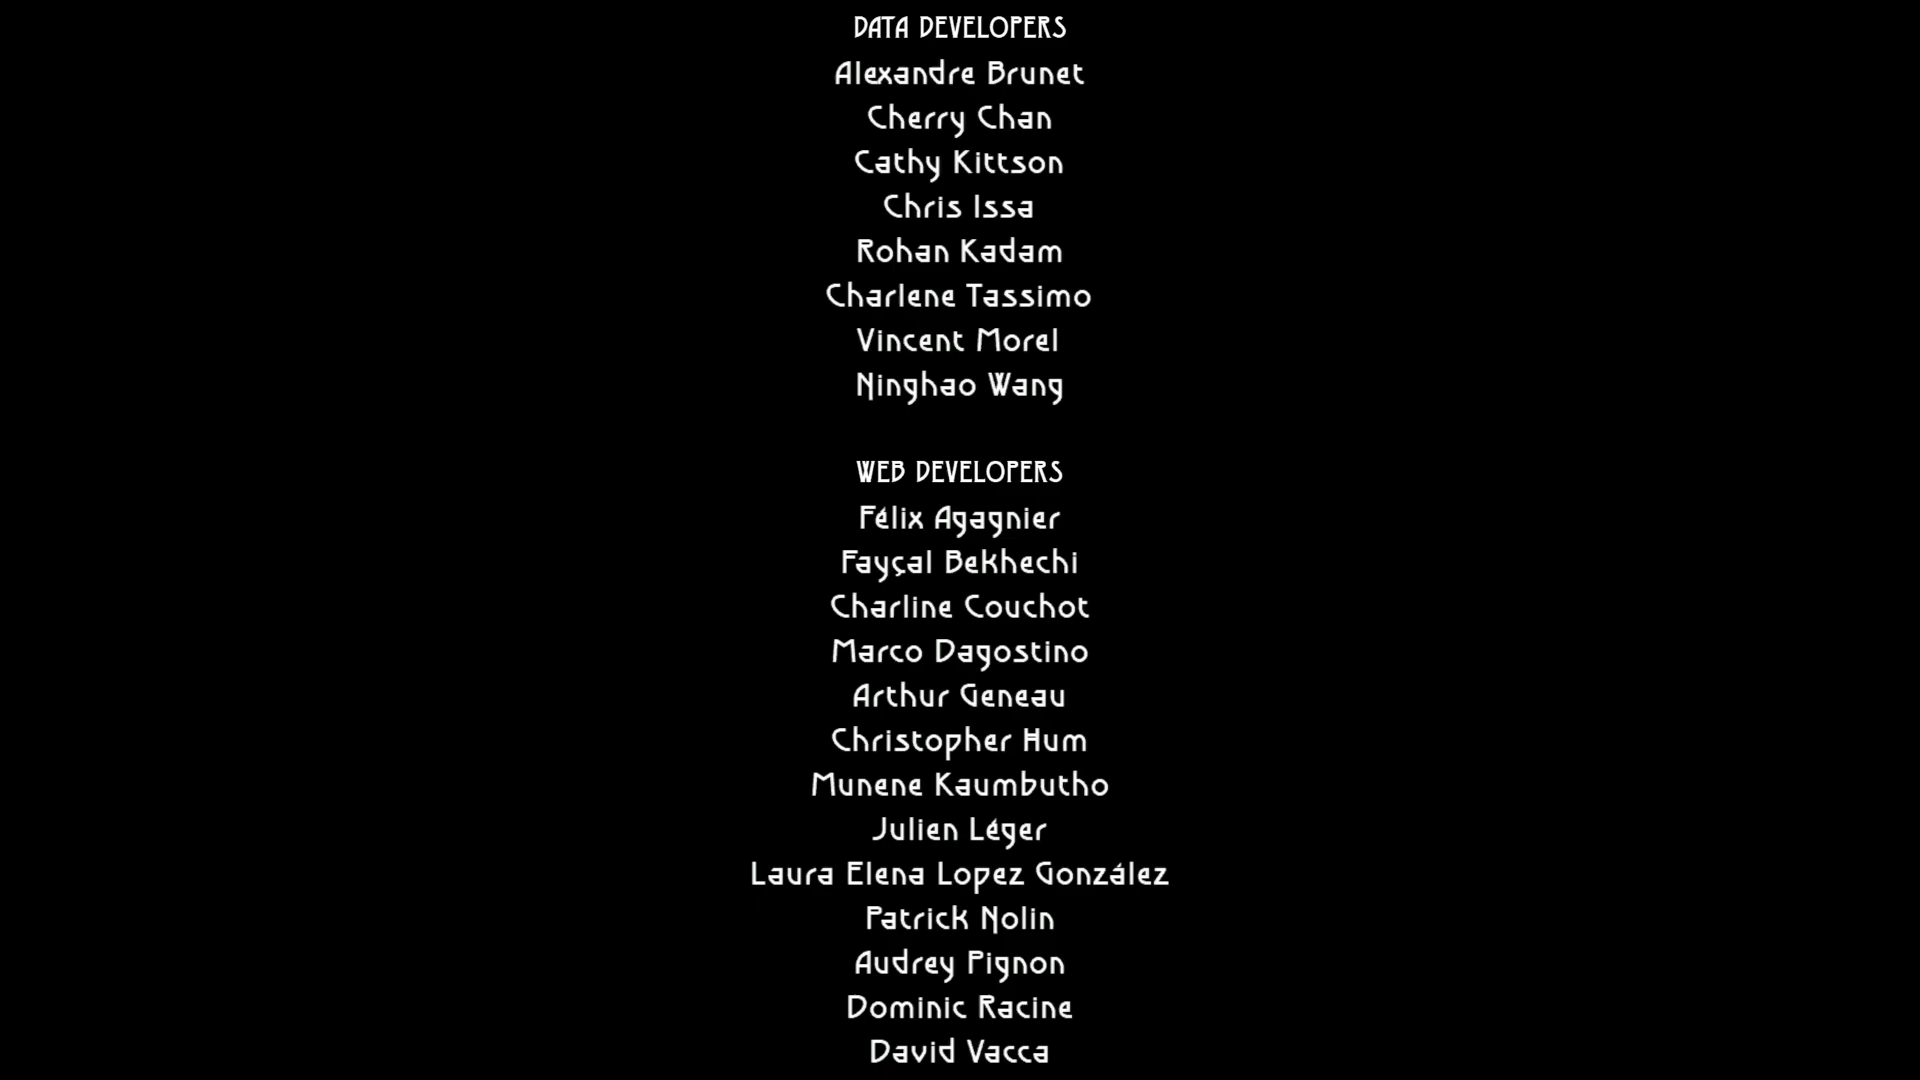 DATA DEVELOPERS
Alexandre Brunet
Cherry Chan
Cathy Kittson
Chris Issa
Rohan Kadam
Charlene Tassimo
Vincent Morel
Ninghao Wang
WEB DEVELOPERS
Félix Agagnier
Fayçal Bekhechi
Charline Couchot
Marco Dagostino
Arthur Geneau
Christopher Hum
Munene Kaumbutho
Julien Léger
Laura Elena Lopez González
Patrick Nolin
Audrey Pignon
Dominic Racine
David Vacca